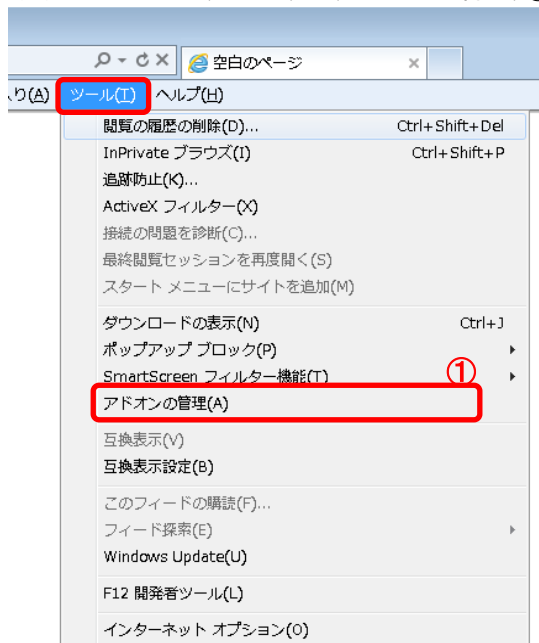 空白のページ
り(A) ツール(T) ヘルプ(H)
閲覧の履歴の削除(D)... Ctrl+Shift+Del
InPrivate ブラウズ(I) Ctrl+Shift+P
追跡防止(K)...
ActiveX フィルター(X)
接続の問題を診断(C)...
最終閲覧セッションを再度開く(S)
スタート メニューにサイトを追加(M)
ダウンロードの表示(N) Ctrl+J
ポップアップ ブロック(P)
SmartScreen フィルター機能(T)
①
アドオンの管理(A)
互換表示(V)
互換表示設定(B)
このフィードの購読(F)...
フィード探索(E)
Windows Update(U)
F12 開発者ツール(L)
インターネット オプション(O)